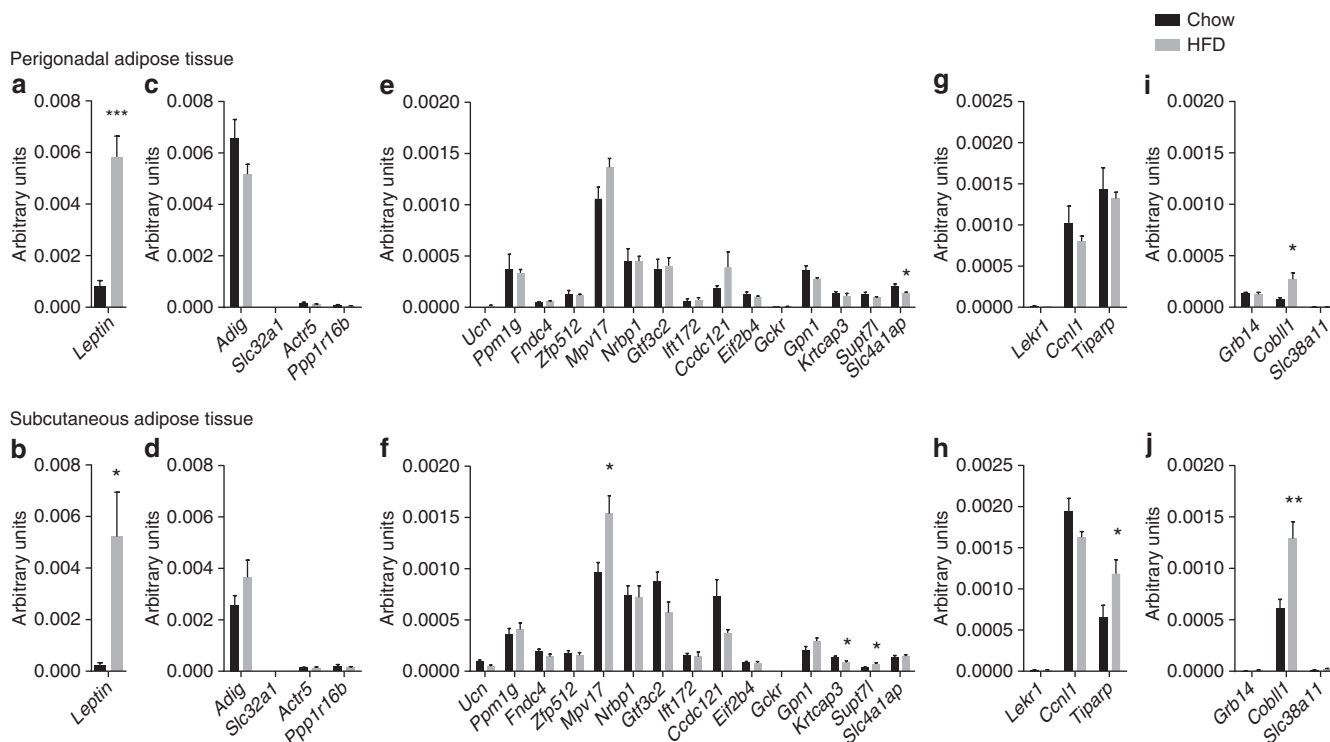 Chow
HFD
Perigonadal adipose tissue
a
0.008
0.006
0.004
0.002
0.000
Arbitrary units
***
Leptin
c
0.008
0.006
0.004
0.002
0.000
Arbitrary units
Adig
Slc32a1
Actr5
Ppp1r16b
e
0.0020
0.0015
0.0010
0.0005
0.0000
Arbitrary units
*
Ucn
Ppm1g
Fndc4
Zfp512
Mpv17
Nrbp1
Gtf3c2
Ift172
Ccdc121
Eif2b4
Gckr
Gpn1
Krtcap3
Supt7l
Slc4a1ap
g
0.0025
0.0020
0.0015
0.0010
0.0005
0.0000
Arbitrary units
Lekr1
Ccnl1
Tiparp
i
0.0020
0.0015
0.0010
0.0005
0.0000
Arbitrary units
*
Grb14
Cobll1
Slc38a11
Subcutaneous adipose tissue
b
0.008
0.006
0.004
0.002
0.000
Arbitrary units
*
Leptin
d
0.008
0.006
0.004
0.002
0.000
Arbitrary units
Adig
Slc32a1
Actr5
Ppp1r16b
f
0.0020
0.0015
0.0010
0.0005
0.0000
Arbitrary units
*
*
*
Ucn
Ppm1g
Fndc4
Zfp512
Mpv17
Nrbp1
Gtf3c2
Ift172
Ccdc121
Eif2b4
Gckr
Gpn1
Krtcap3
Supt7l
Slc4a1ap
h
0.0025
0.0020
0.0015
0.0010
0.0005
0.0000
Arbitrary units
*
Lekr1
Ccnl1
Tiparp
j
0.0020
0.0015
0.0010
0.0005
0.0000
Arbitrary units
**
Grb14
Cobll1
Slc38a11